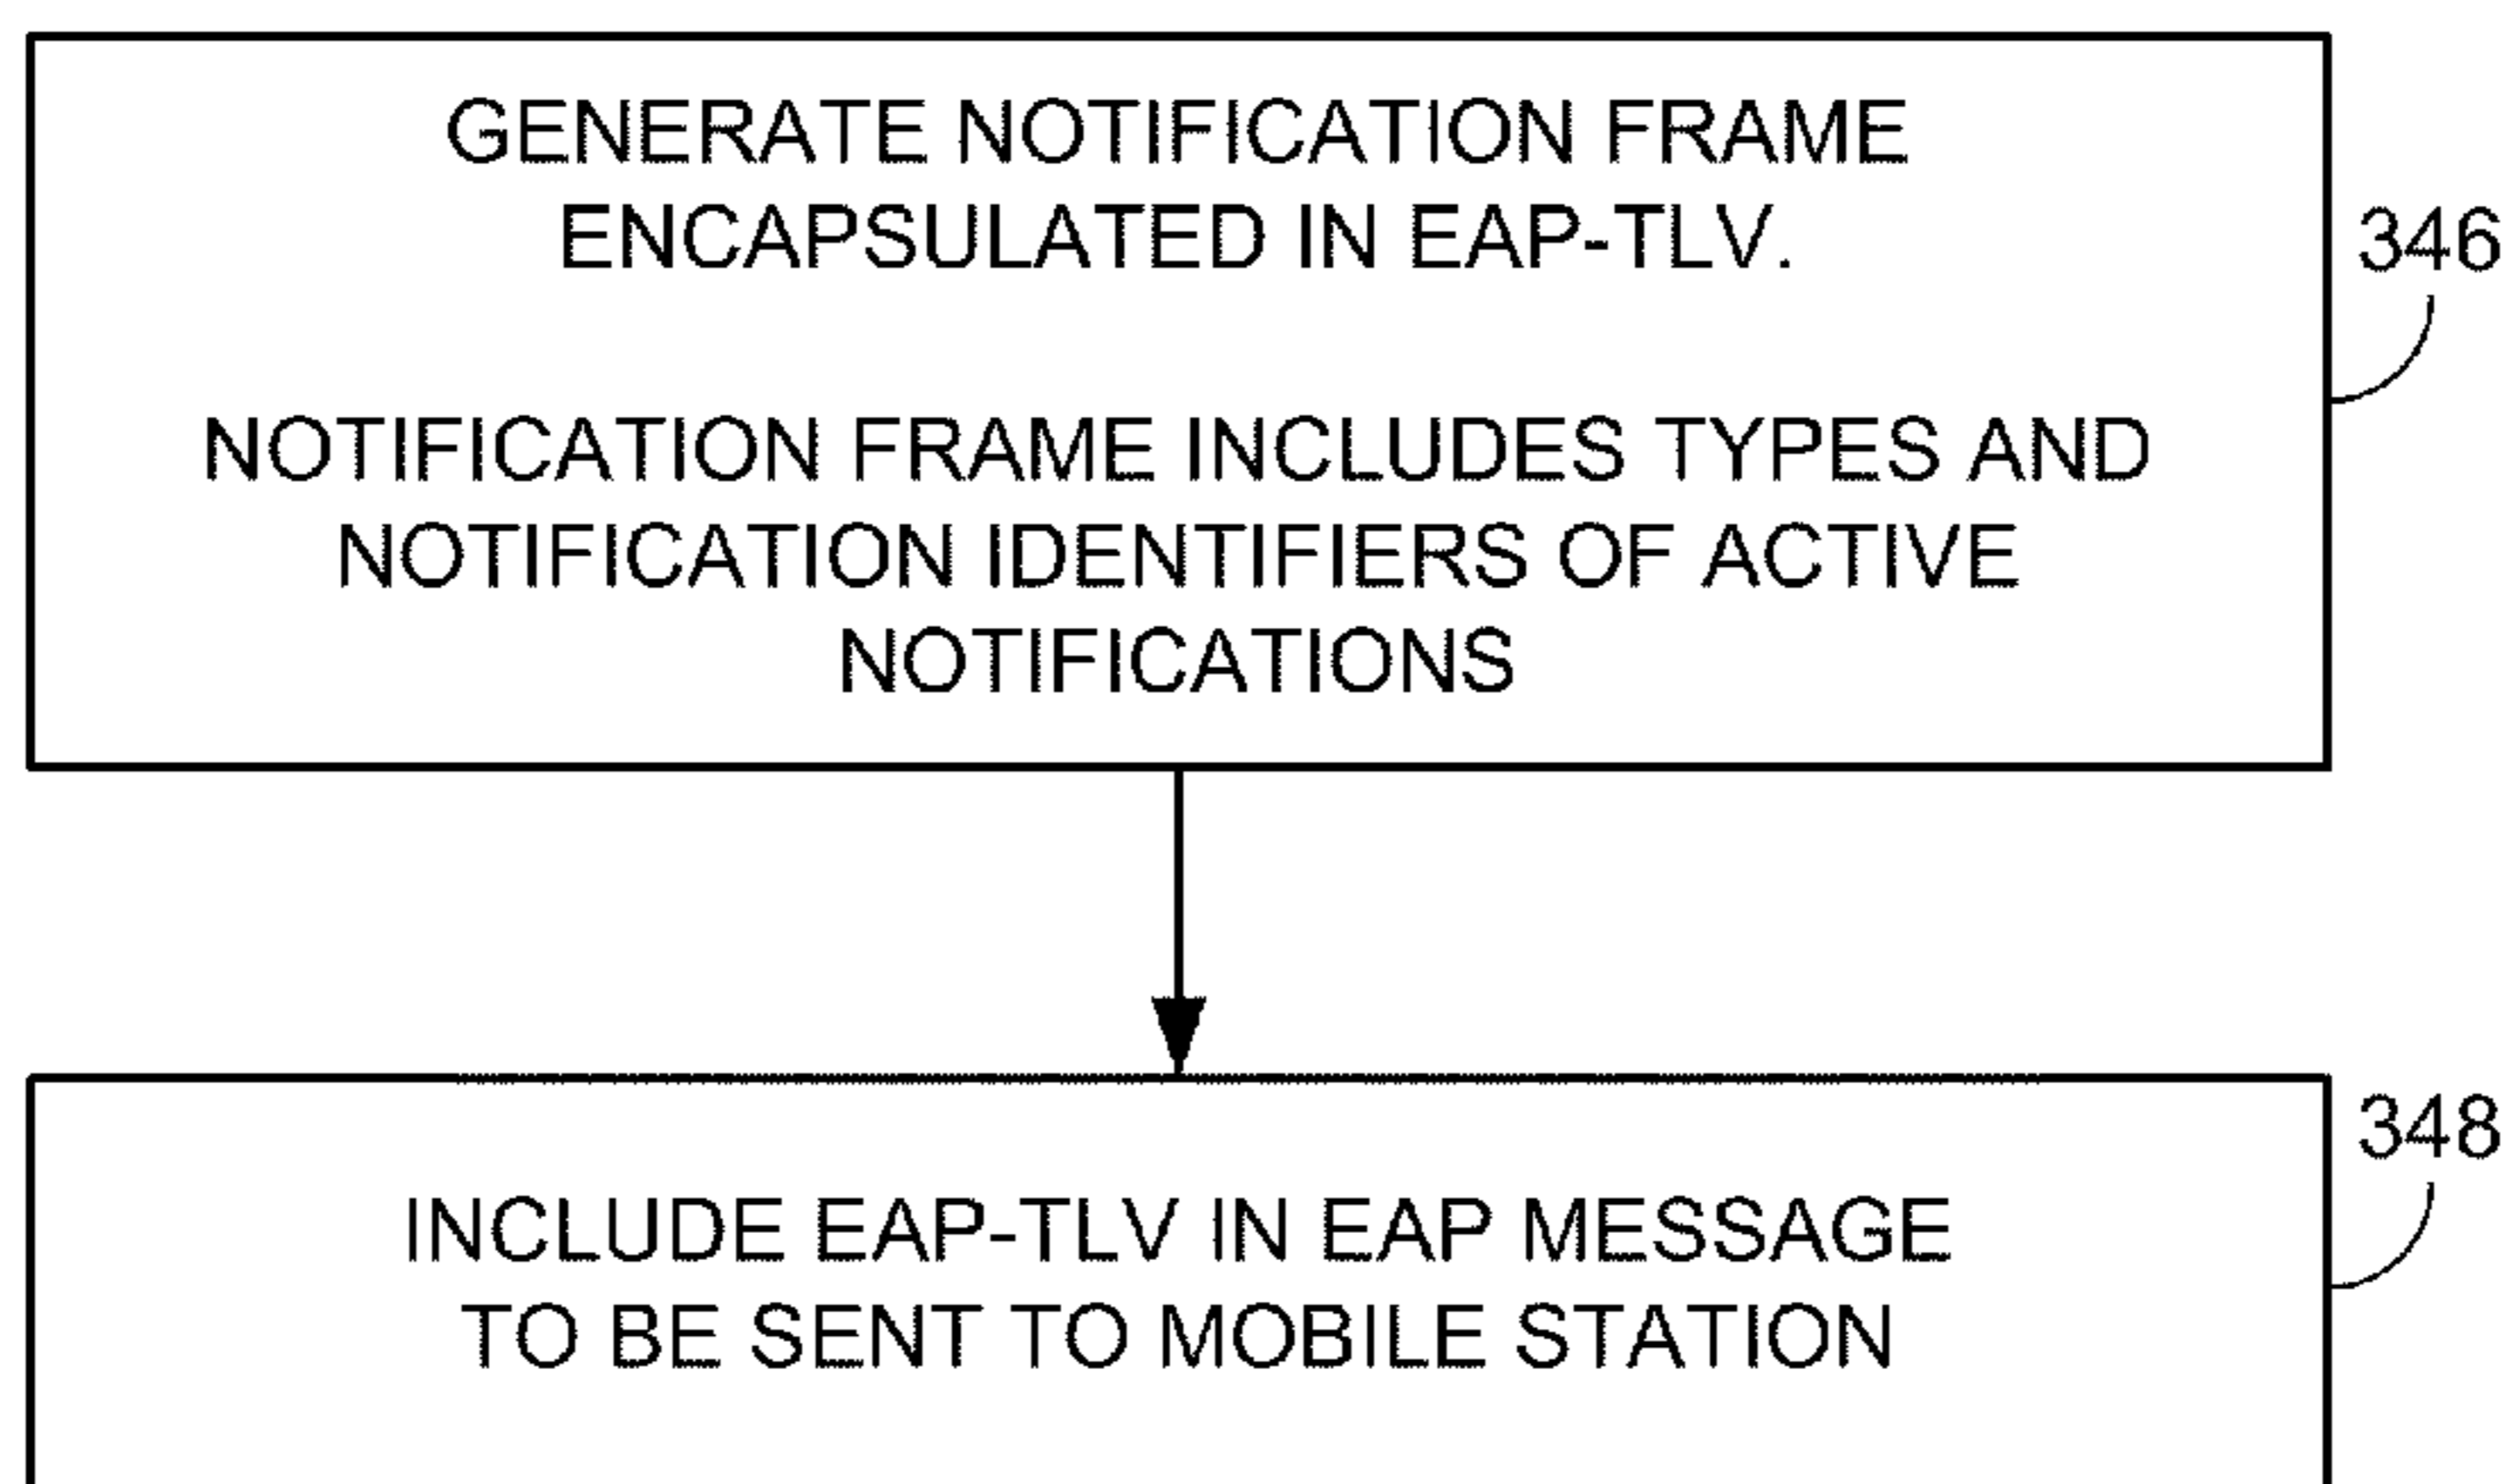 GENERATE NOTIFICATION FRAME
ENCAPSULATED IN EAP-TLV.
346
NOTIFICATION FRAME INCLUDES TYPES AND
NOTIFICATION IDENTIFIERS OF ACTIVE
NOTIFICATIONS
348
INCLUDE EAP-TLV IN EAP MESSAGE
TO BE SENT TO MOBILE STATION